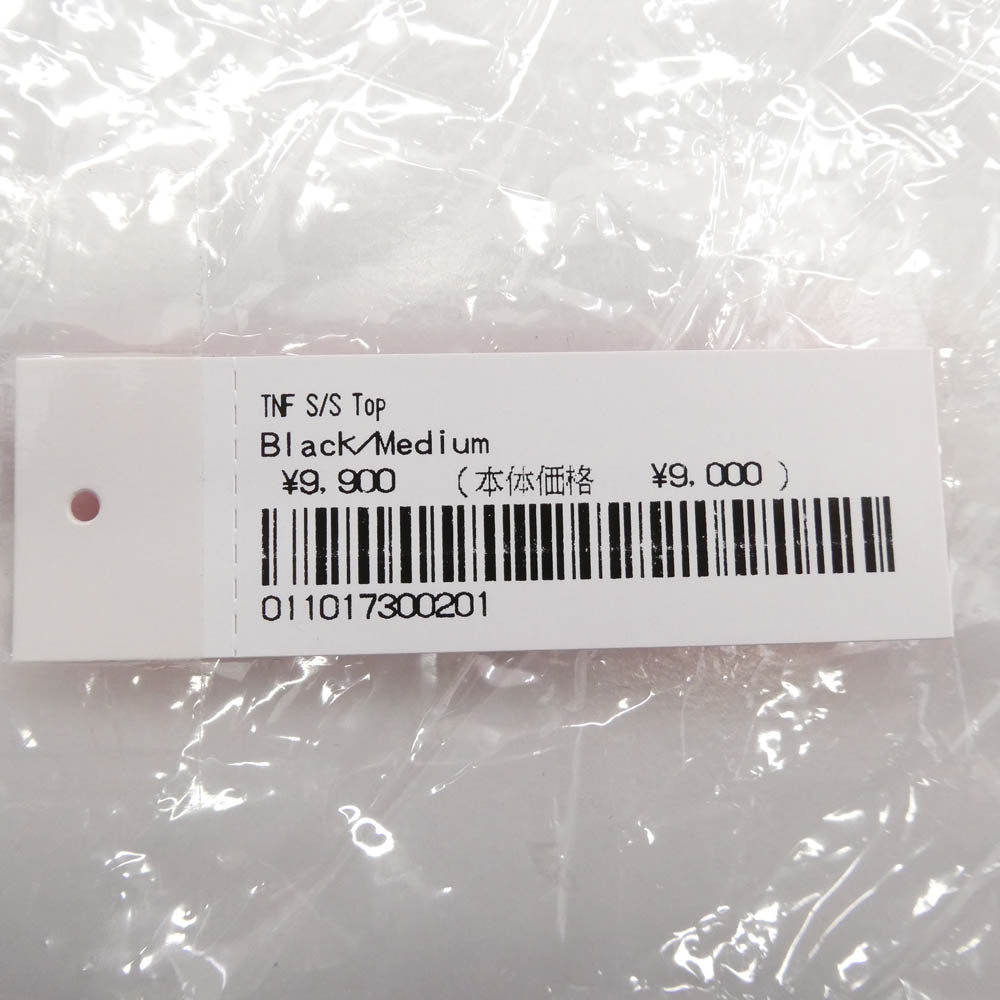 TNF S/S Top
Black/Medium
¥9,900 (本体価格 ¥9,000)
011017300201